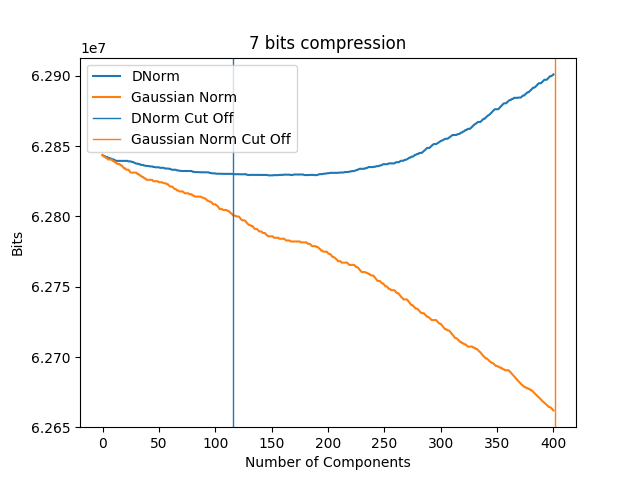 7 bits compression
1e7
DNorm
Gaussian Norm
DNorm Cut Off
Gaussian Norm Cut Off
6.290
6.285
6.280
6.275
6.270
6.265
Bits
0 50 100 150 200 250 300 350 400
Number of Components